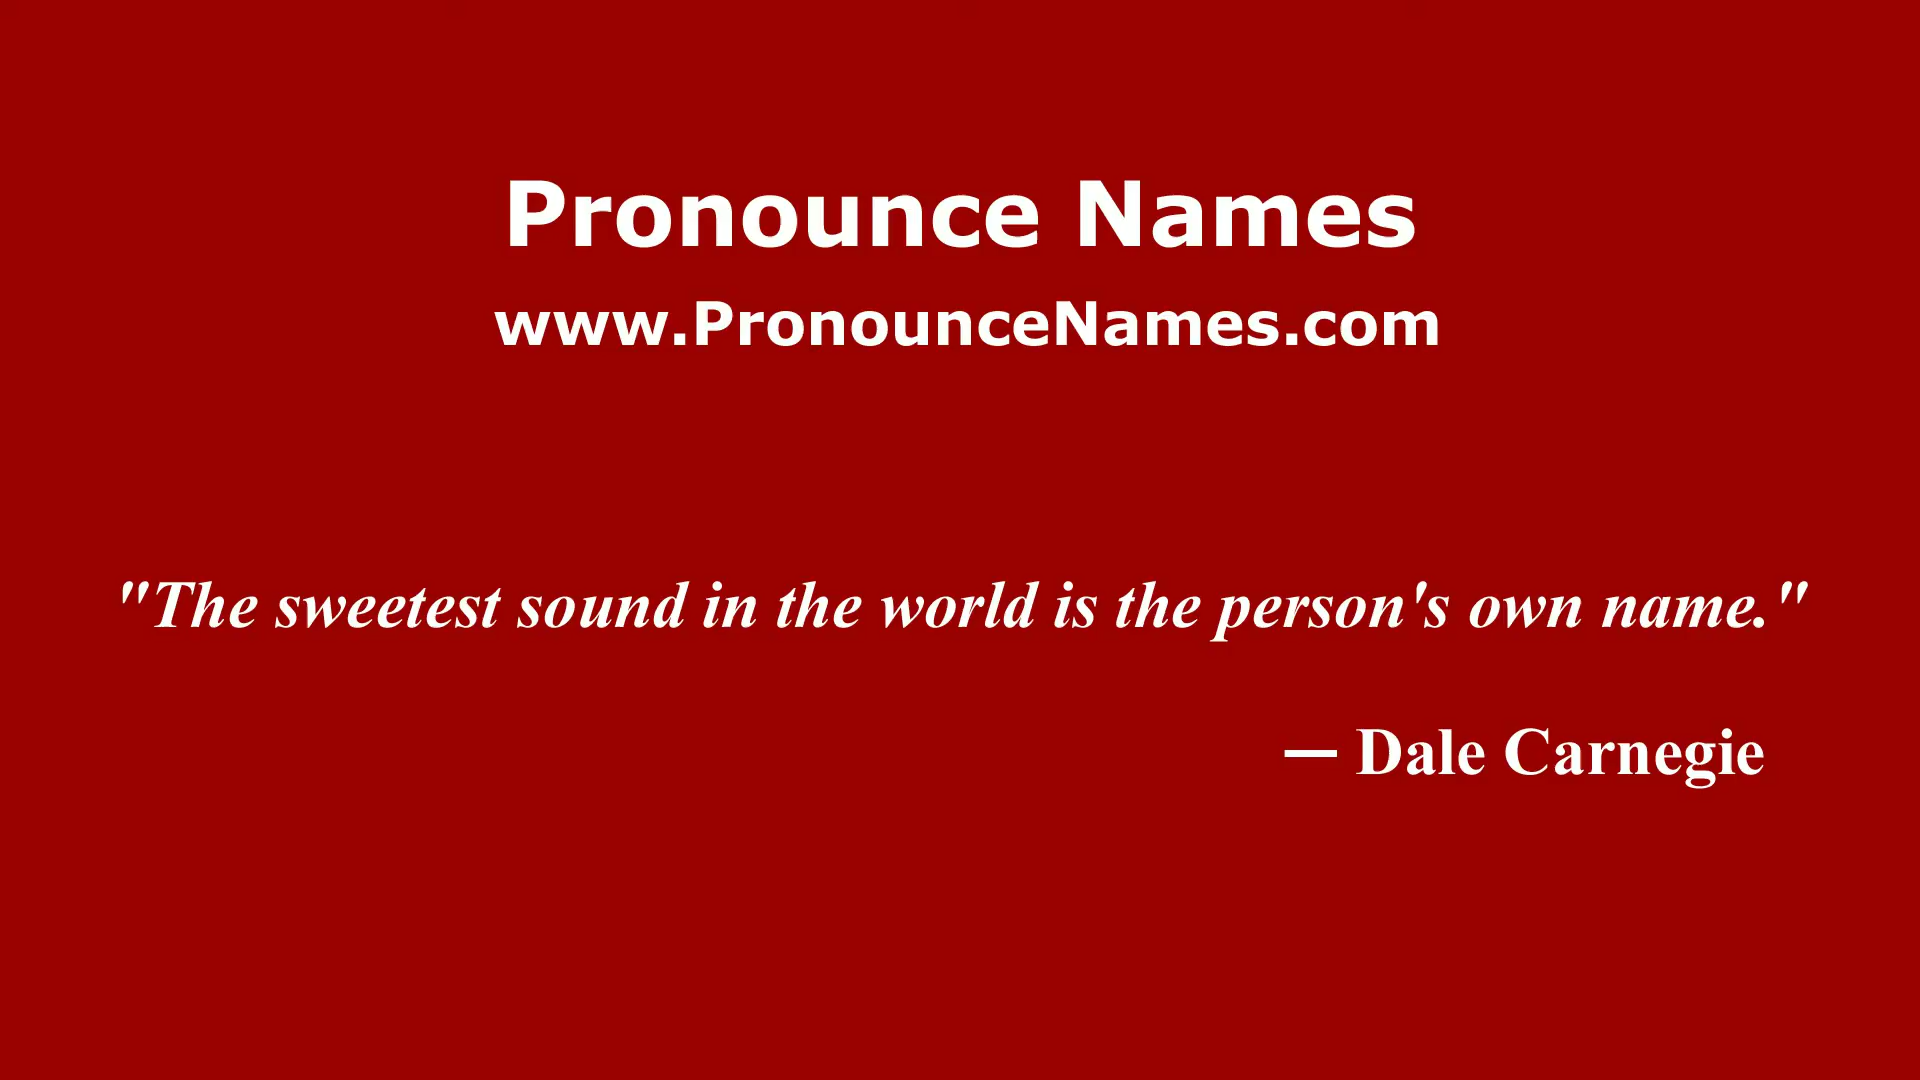 Pronounce Names
www.PronounceNames.com
"The sweetest sound in the world is the person's own name."
— Dale Carnegie